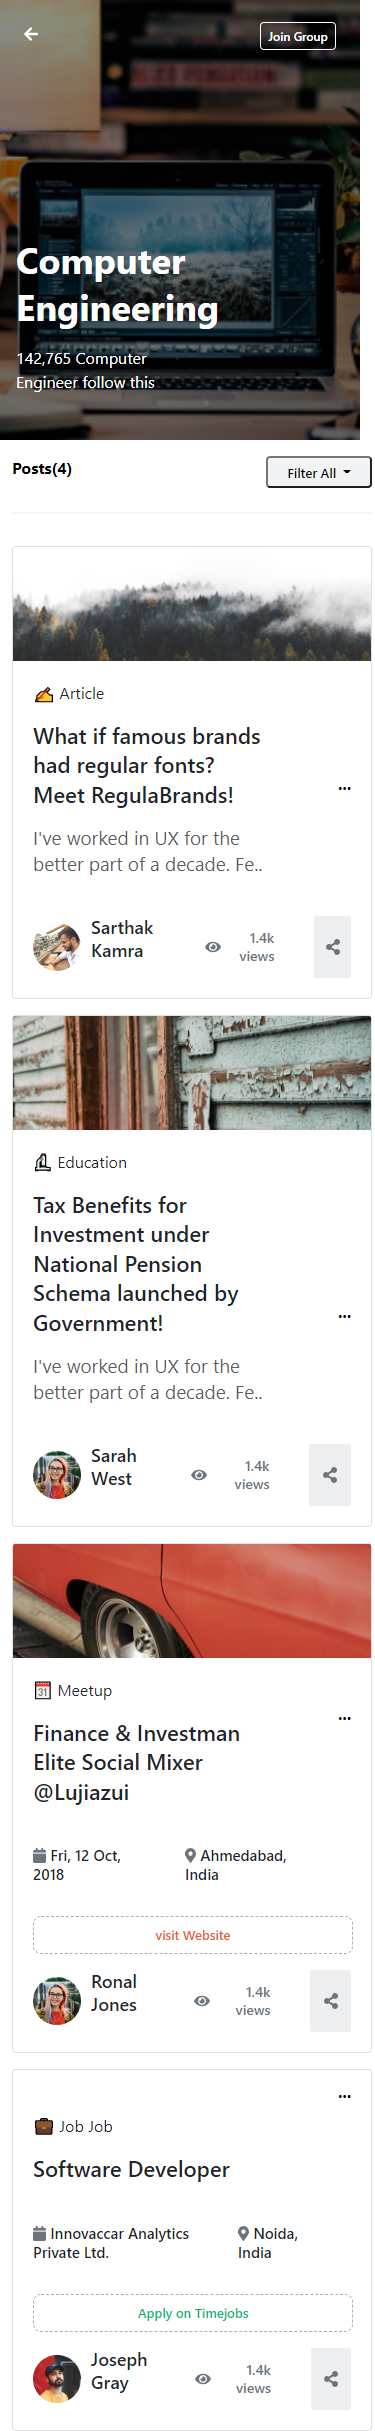 Join Group
Computer
Engineering
142,765 Computer
Engineer follow this
Posts(4)
Filter All
✍️ Article
What if famous brands
had regular fonts?
Meet RegulaBrands!
...
I've worked in UX for the
better part of a decade. Fe..
Sarthak
Kamra
1.4k
views
Education
Tax Benefits for
Investment under
National Pension
Schema launched by
Government!
...
I've worked in UX for the
better part of a decade. Fe..
Sarah
West
1.4k
views
31 Meetup
...
Finance & Investman
Elite Social Mixer
@Lujiazui
Fri, 12 Oct,
2018
Ahmedabad,
India
visit Website
Ronal
Jones
1.4k
views
...
Job Job
Software Developer
Innovaccar Analytics
Private Ltd.
Noida,
India
Apply on Timejobs
Joseph
Gray
1.4k
views